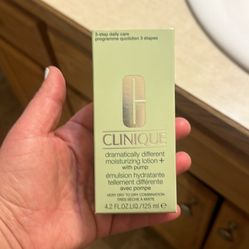 3-step daily care
programme quotidien 3 étapes
CLINIQUE
dramatically different
moisturizing lotion +
with pump
émulsion hydratante
tellement différente
avec pompe
VERY DRY TO DRY COMBINATION
TRÈS SÈCHE À MIXTE
4.2 FL.OZ.LIQ./125 ml ℮